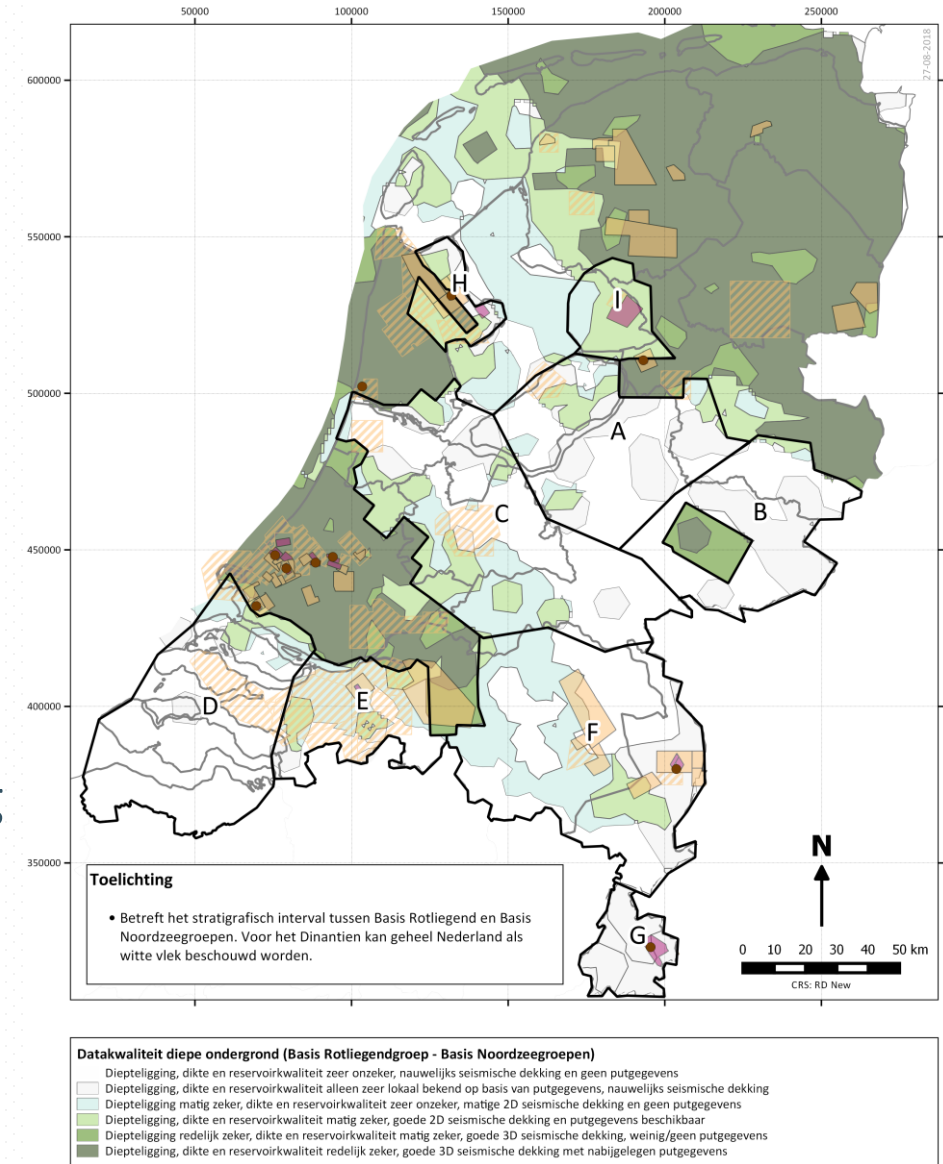 50000 100000 150000 200000 250000
27-08-2018
600000
550000
H
I
500000
A
B
C
450000
D
E
F
400000
350000
N
G
0 10 20 30 40 50 km
CRS: RD New
Toelichting
• Betreft het stratigrafisch interval tussen Basis Rotliegend en Basis
Noordzeegroepen. Voor het Dinantien kan geheel Nederland als
witte vlek beschouwd worden.
Datakwaliteit diepe ondergrond (Basis Rotliegendgroep - Basis Noordzeegroepen)
Diepteligging, dikte en reservoirkwaliteit zeer onzeker, nauwelijks seismische dekking en geen putgegevens
Diepteligging, dikte en reservoirkwaliteit alleen zeer lokaal bekend op basis van putgegevens, nauwelijks seismische dekking
Diepteligging matig zeker, dikte en reservoirkwaliteit zeer onzeker, matige 2D seismische dekking en geen putgegevens
Diepteligging, dikte en reservoirkwaliteit matig zeker, goede 2D seismische dekking en putgegevens beschikbaar
Diepteligging redelijk zeker, dikte en reservoirkwaliteit matig zeker, goede 3D seismische dekking, weinig/geen putgegevens
Diepteligging, dikte en reservoirkwaliteit redelijk zeker, goede 3D seismische dekking met nabijgelegen putgegevens